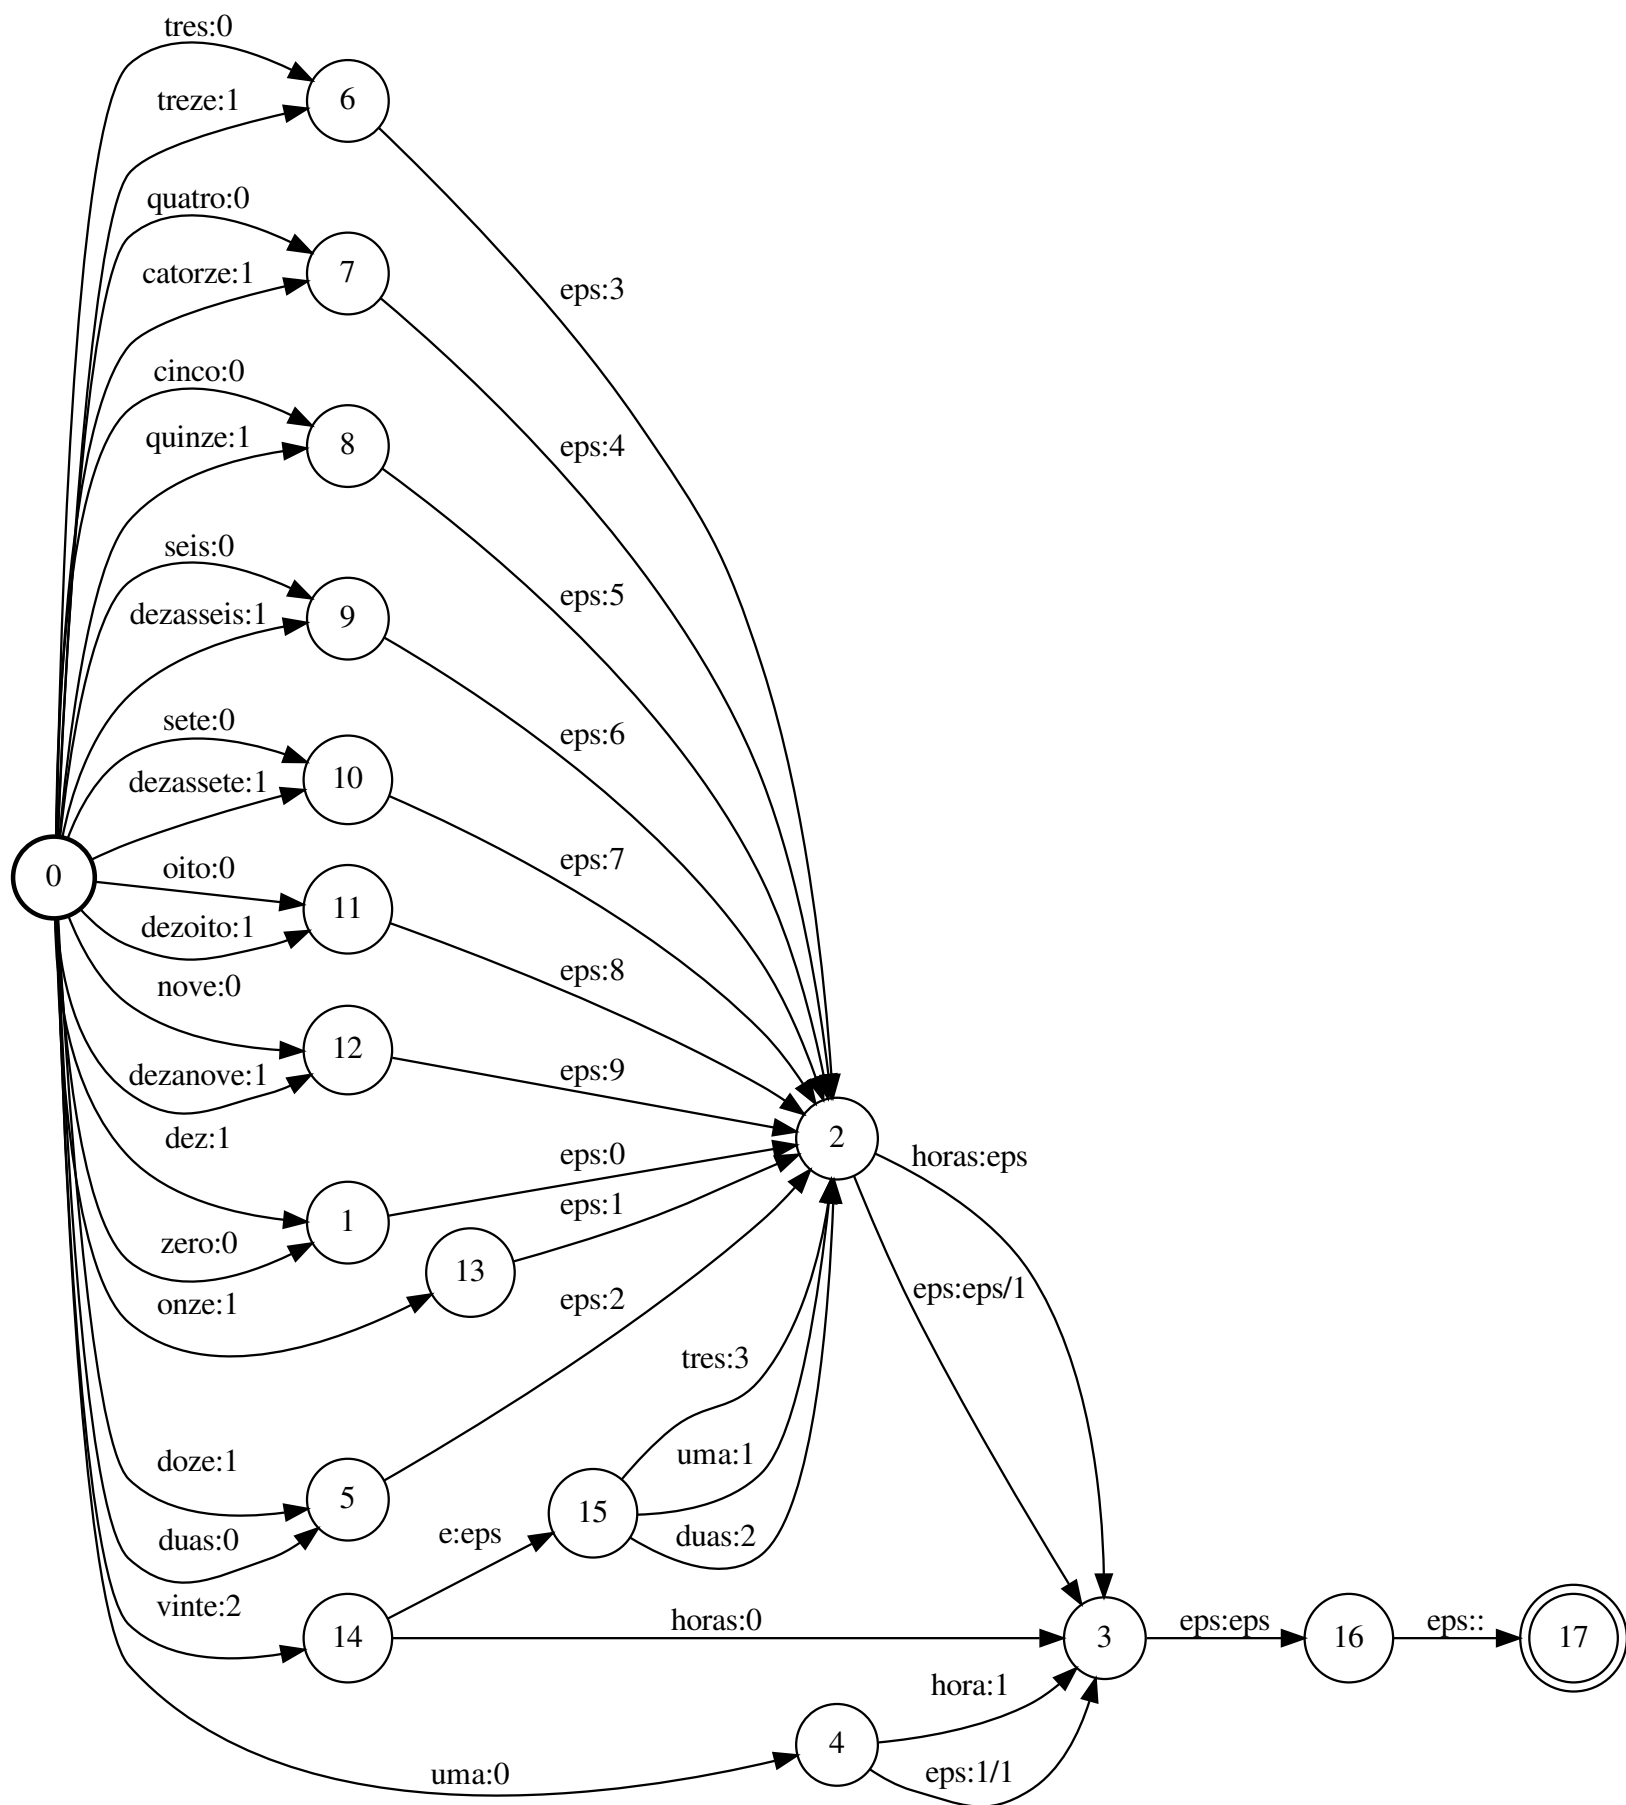 tres:0
6
treze:1
quatro:0
7
catorze:1
eps:3
cinco:0
8
quinze:1
eps:4
seis:0
9
dezasseis:1
eps:5
sete:0
10
dezassete:1
eps:6
0
oito:0
11
dezoito:1
eps:7
nove:0
12
dezanove:1
eps:8
eps:9
dez:1
1
zero:0
eps:0
2
horas:eps
13
onze:1
eps:1
eps:eps/1
eps:2
tres:3
doze:1
5
duas:0
uma:1
15
e:eps
duas:2
vinte:2
14
horas:0
3
eps:eps
16
eps::
17
hora:1
4
uma:0
eps:1/1